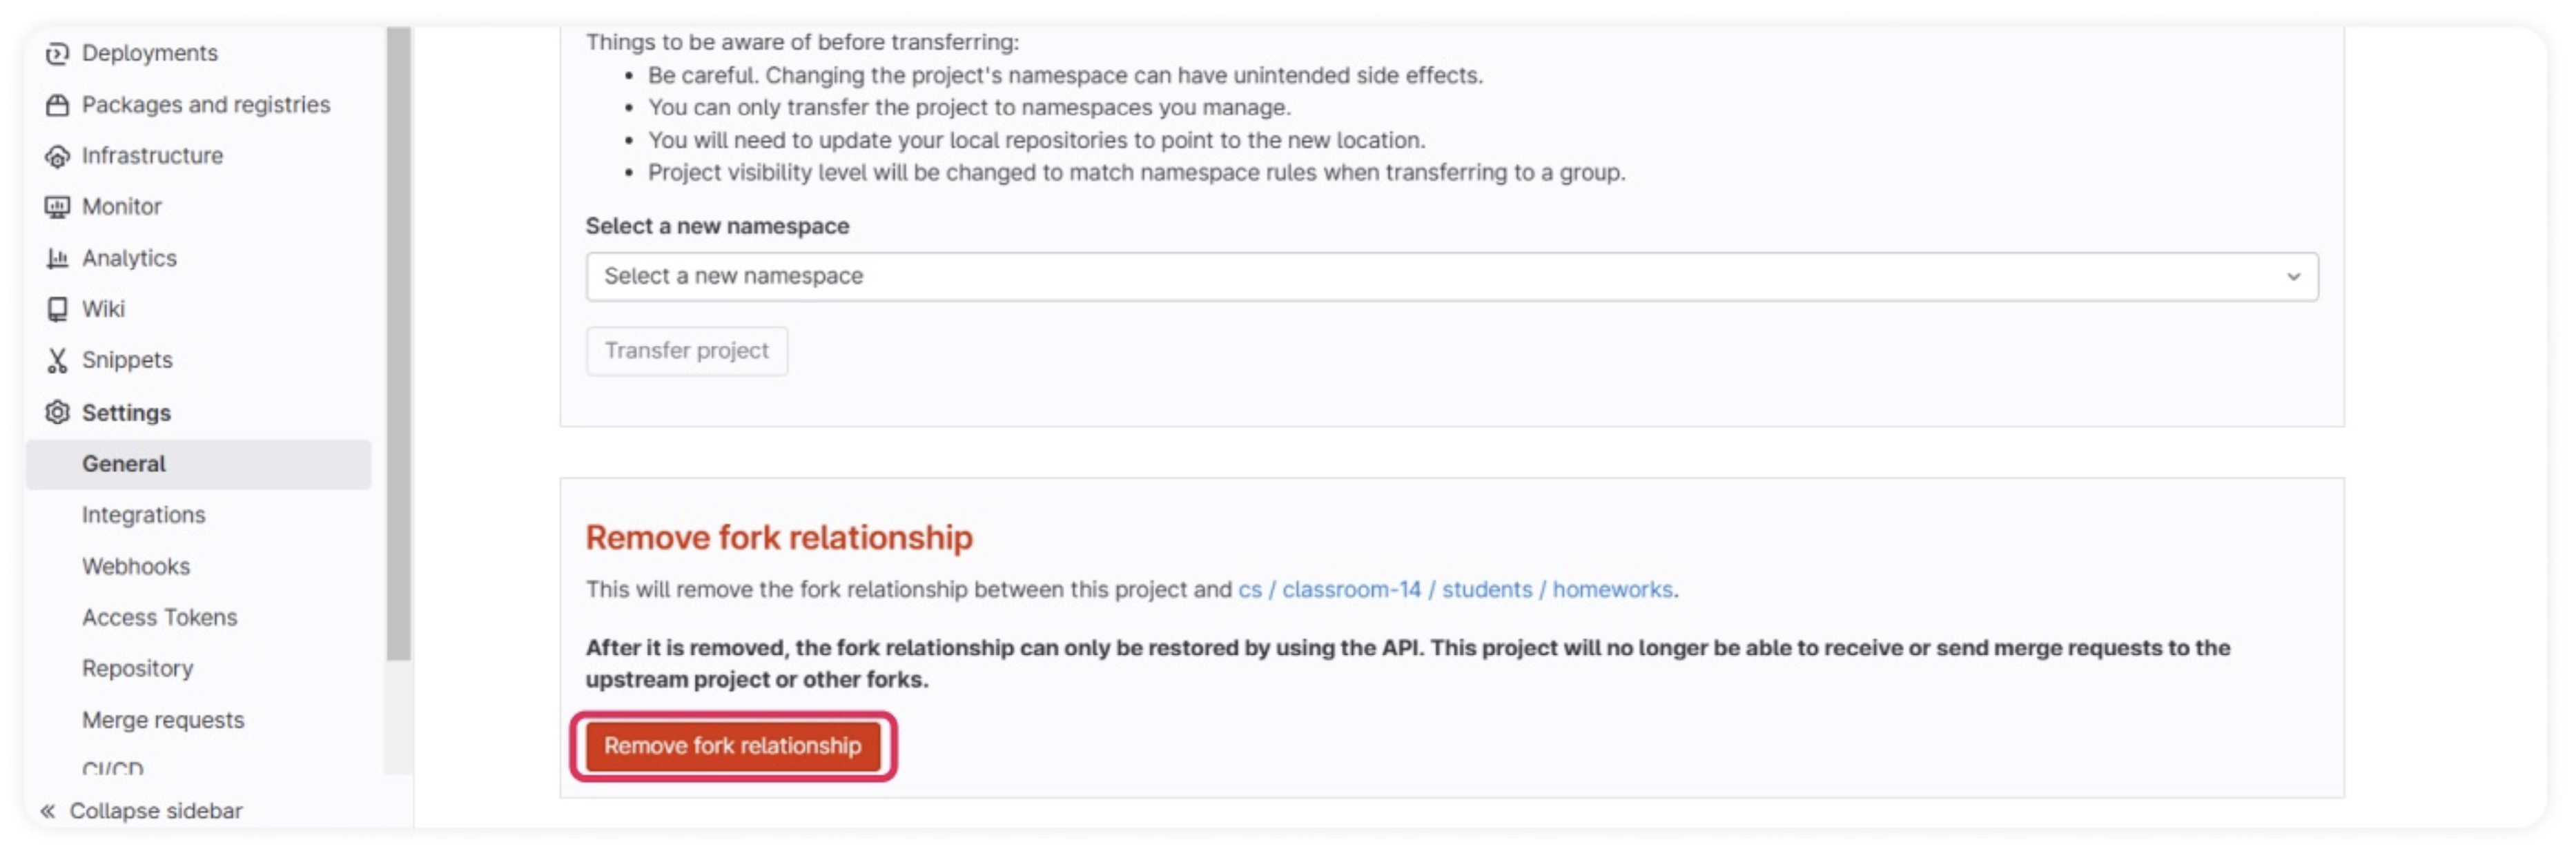 Deployments
Packages and registries
Infrastructure
Monitor
Analytics
Wiki
Snippets
Settings
General
Integrations
Webhooks
Access Tokens
Repository
Merge requests
CI/CD
« Collapse sidebar
Things to be aware of before transferring:
• Be careful. Changing the project's namespace can have unintended side effects.
• You can only transfer the project to namespaces you manage.
• You will need to update your local repositories to point to the new location.
• Project visibility level will be changed to match namespace rules when transferring to a group.
Select a new namespace
Select a new namespace
Transfer project
Remove fork relationship
This will remove the fork relationship between this project and cs / classroom-14 / students / homeworks.
After it is removed, the fork relationship can only be restored by using the API. This project will no longer be able to receive or send merge requests to the
upstream project or other forks.
Remove fork relationship